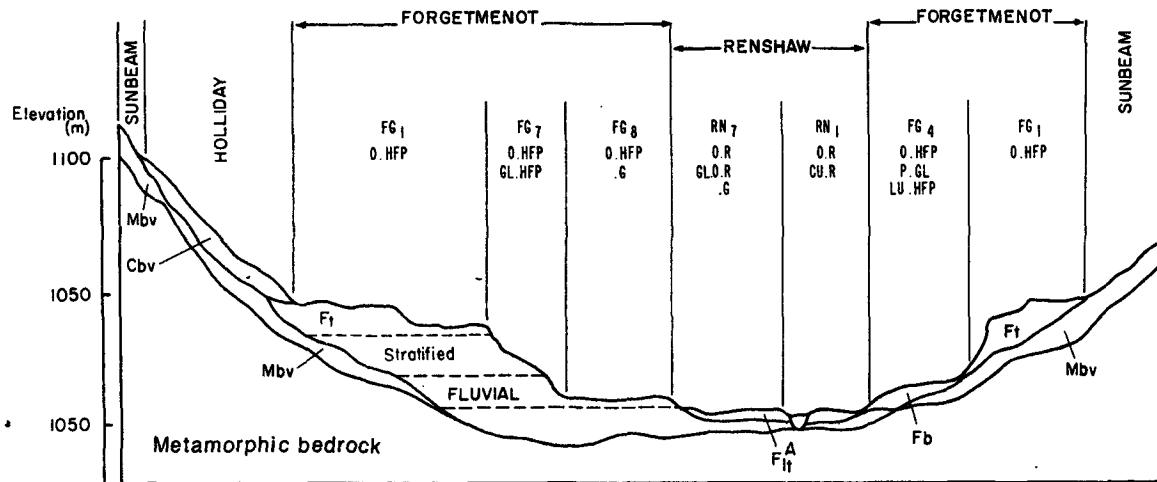 FORGETMENOT
FORGETMENOT
RENSHAW
SUNBEAM
HOLLIDAY
SUNBEAM
Elevation
(m)
FG1
FG7
FG8
RN7
RN1
FG4
FG1
O.HFP
O.HFP
O.HFP
O.R
O.R
O.HFP
O.HFP
GL.HFP
.G
GL.O.R
CU.R
P.GL
.G
LU.HFP
1100
Mbv
Cbv
1050
Ft
Ft
Stratified
Mbv
Mbv
FLUVIAL
1050
Metamorphic bedrock
FltA
Fb